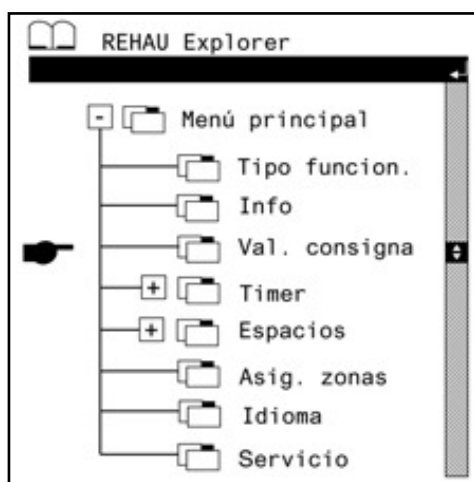 REHAU Explorer
Menú principal
Tipo funcion.
Info
Val. consigna
Timer
Espacios
Asig. zonas
Idioma
Servicio